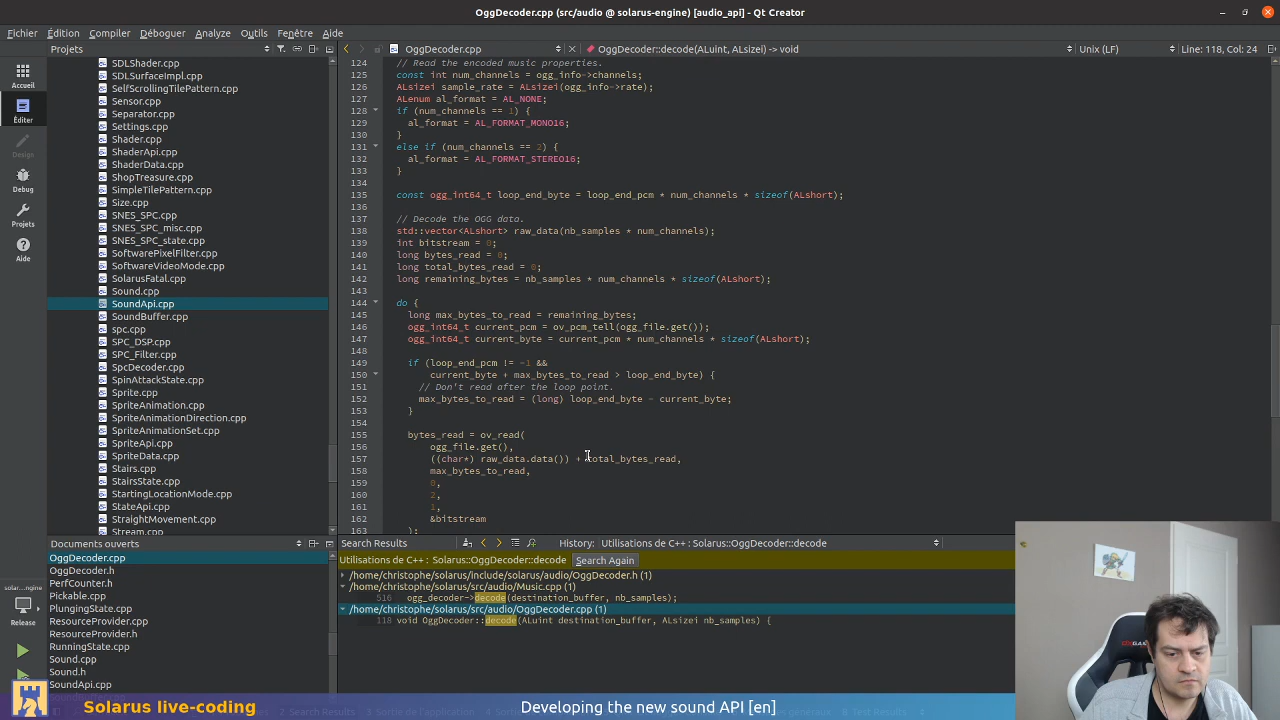 OggDecoder.cpp (src/audio @ solarus-engine) [audio_api] - Qt Creator
Fichier Édition Compiler Déboguer Analyze Outils Fenêtre Aide
Projets
OggDecoder.cpp
OggDecoder::decode(ALuint, ALsizei) -> void
Unix (LF)
Line: 118, Col: 24
Accueil
Éditer
Design
Debug
Projets
Aide
SDLShader.cpp
SDLSurfaceImpl.cpp
SelfScrollingTilePattern.cpp
Sensor.cpp
Separator.cpp
Settings.cpp
Shader.cpp
ShaderApi.cpp
ShaderData.cpp
ShopTreasure.cpp
SimpleTilePattern.cpp
Size.cpp
SNES_SPC.cpp
SNES_SPC_misc.cpp
SNES_SPC_state.cpp
SoftwarePixelFilter.cpp
SoftwareVideoMode.cpp
SolarusFatal.cpp
Sound.cpp
SoundApi.cpp
SoundBuffer.cpp
spc.cpp
SPC_DSP.cpp
SPC_Filter.cpp
SpcDecoder.cpp
SpinAttackState.cpp
Sprite.cpp
SpriteAnimation.cpp
SpriteAnimationDirection.cpp
SpriteAnimationSet.cpp
SpriteApi.cpp
SpriteData.cpp
Stairs.cpp
StairsState.cpp
StartingLocationMode.cpp
StateApi.cpp
StraightMovement.cpp
Stream.cpp
124 // Read the encoded music properties.
125 const int num_channels = ogg_info->channels;
126 ALsizei sample_rate = ALsizei(ogg_info->rate);
127 ALenum al_format = AL_NONE;
128 if (num_channels == 1) {
129 al_format = AL_FORMAT_MONO16;
130 }
131 else if (num_channels == 2) {
132 al_format = AL_FORMAT_STEREO16;
133 }
134
135 const ogg_int64_t loop_end_byte = loop_end_pcm * num_channels * sizeof(ALshort);
136
137 // Decode the OGG data.
138 std::vector<ALshort> raw_data(nb_samples * num_channels);
139 int bitstream = 0;
140 long bytes_read = 0;
141 long total_bytes_read = 0;
142 long remaining_bytes = nb_samples * num_channels * sizeof(ALshort);
143
144 do {
145 long max_bytes_to_read = remaining_bytes;
146 ogg_int64_t current_pcm = ov_pcm_tell(ogg_file.get());
147 ogg_int64_t current_byte = current_pcm * num_channels * sizeof(ALshort);
148
149 if (loop_end_pcm != -1 &&
150 current_byte + max_bytes_to_read > loop_end_byte) {
151 // Don't read after the loop point.
152 max_bytes_to_read = (long) loop_end_byte - current_byte;
153 }
154
155 bytes_read = ov_read(
156 ogg_file.get(),
157 ((char*) raw_data.data()) + total_bytes_read,
158 max_bytes_to_read,
159 0,
160 2,
161 1,
162 &bitstream
163 );
Documents ouverts
OggDecoder.cpp
OggDecoder.h
PerfCounter.h
PlungingState.cpp
ResourceProvider.cpp
ResourceProvider.h
RunningState.cpp
Sound.cpp
Sound.h
SoundApi.cpp
solar...ngine
Release
Search Results
History: Utilisations de C++ : Solarus::OggDecoder::decode
Utilisations de C++ : Solarus::OggDecoder::decode Search Again
/home/christophe/solarus/include/solarus/audio/OggDecoder.h (1)
/home/christophe/solarus/src/audio/Music.cpp (1)
516 ogg_decoder->decode(destination_buffer, nb_samples);
/home/christophe/solarus/src/audio/OggDecoder.cpp (1)
118 void OggDecoder::decode(ALuint destination_buffer, ALsizei nb_samples) {
Solarus live-coding
Developing the new sound API [en]